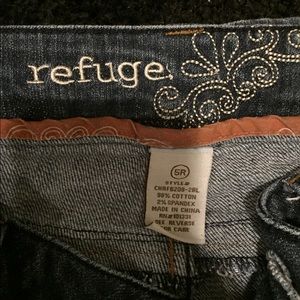 refuge.
5R
STYLE#
98% COTTON
2% SPANDEX
MADE IN CHINA
SEE REVERSE
FOR CARE